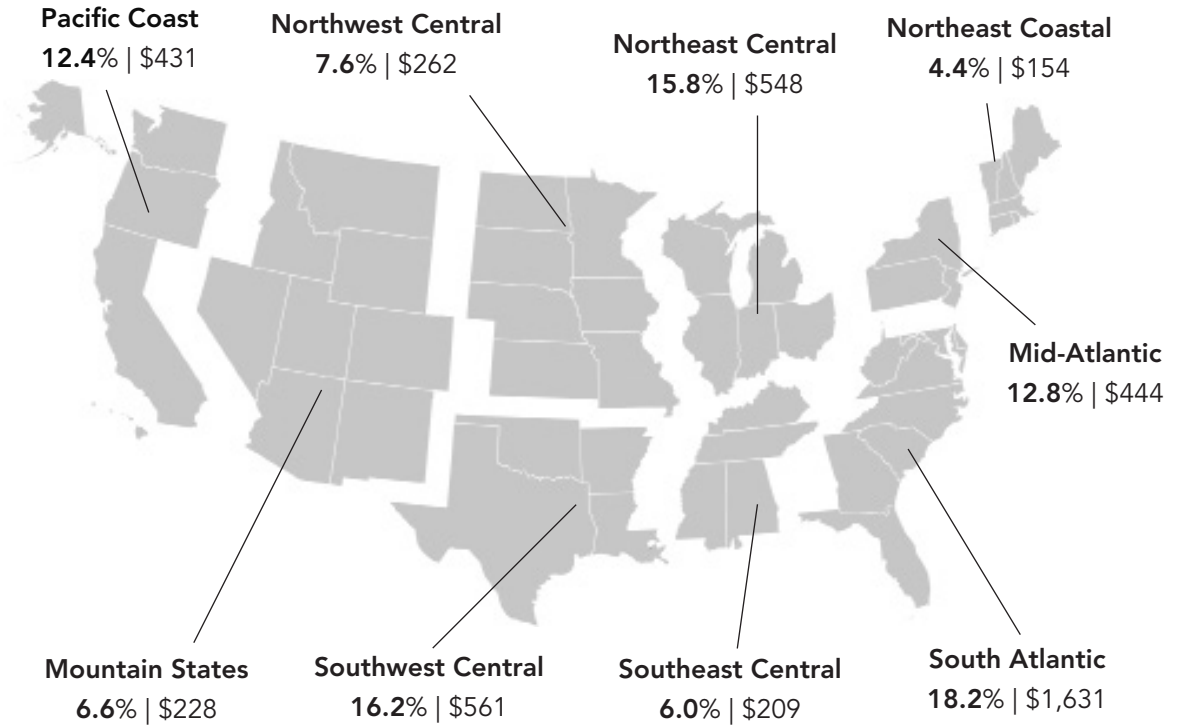 Pacific Coast
12.4% | $431
Northwest Central
7.6% | $262
Northeast Central
15.8% | $548
Northeast Coastal
4.4% | $154
Mid-Atlantic
12.8% | $444
Mountain States
6.6% | $228
Southwest Central
16.2% | $561
Southeast Central
6.0% | $209
South Atlantic
18.2% | $1,631